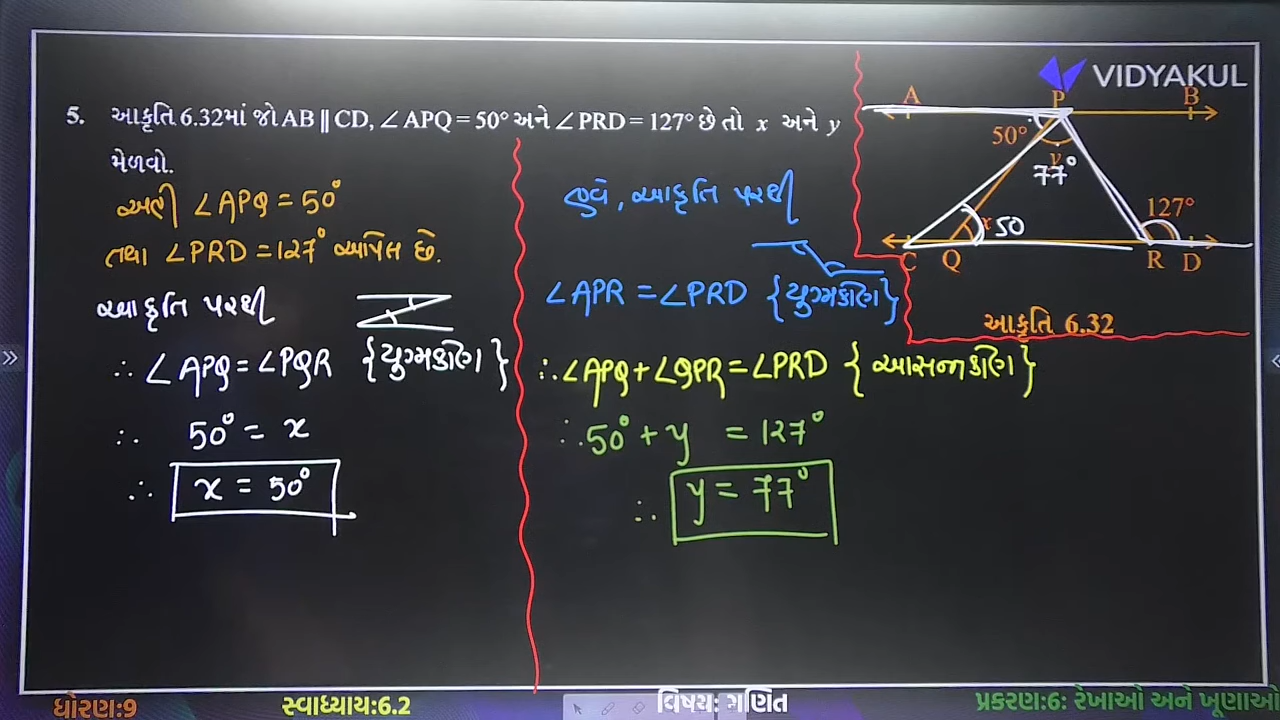 VIDYAKUL
5. આકૃતિ 6.32માં જો AB || CD, ∠ APQ = 50° અને ∠ PRD = 127° છે તો x અને y
મેળવો.
અહીં ∠APQ = 50°
તથા ∠PRD = 127° આપેલ છે.
આકૃતિ પરથી
∴ ∠APQ = ∠PQR {યુગ્મકોણ}
∴ 50° = x
∴ x = 50°
હવે, આકૃતિ પરથી
∠APR = ∠PRD {યુગ્મકોણ}
∴ ∠APQ + ∠QPR = ∠PRD {આસન્નકોણ}
∴ 50° + y = 127°
∴ y = 77°
A P B
50° y
77°
x 50 127°
C Q R D
આકૃતિ 6.32
ધોરણ:9 સ્વાધ્યાય:6.2 વિષય: ગણિત પ્રકરણ:6: રેખાઓ અને ખૂણાઓ